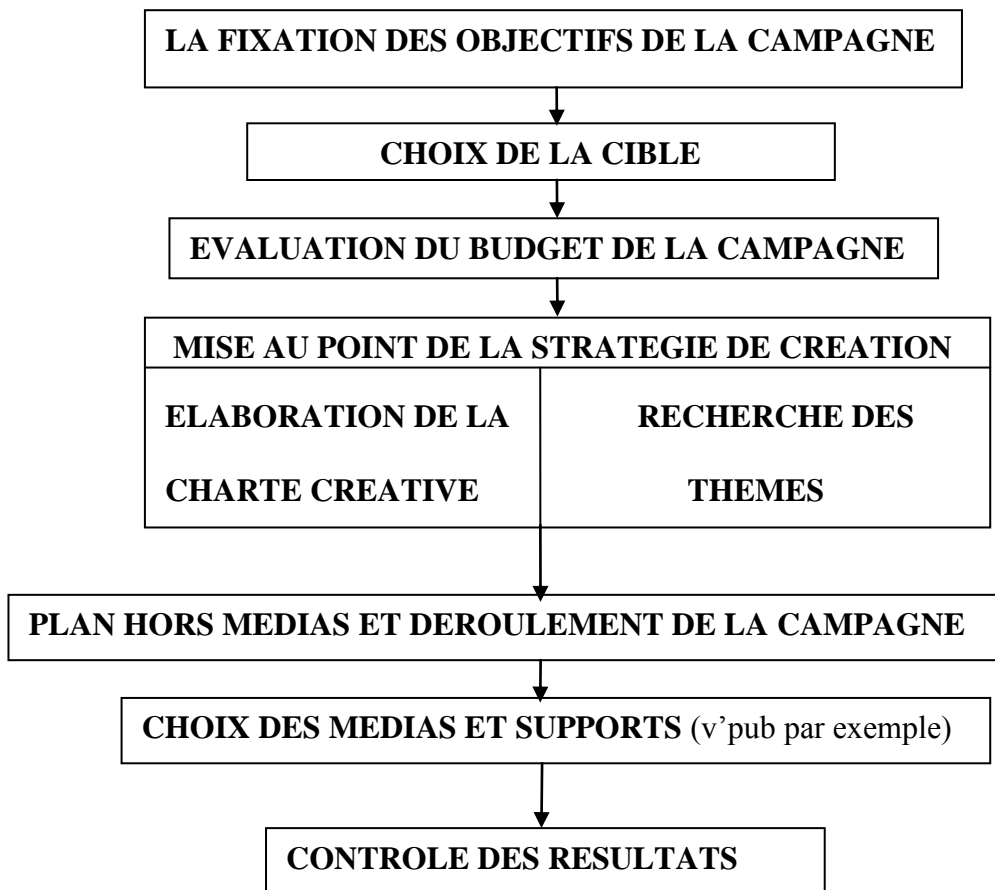 LA FIXATION DES OBJECTIFS DE LA CAMPAGNE
CHOIX DE LA CIBLE
EVALUATION DU BUDGET DE LA CAMPAGNE
MISE AU POINT DE LA STRATEGIE DE CREATION
ELABORATION DE LA
CHARTE CREATIVE
RECHERCHE DES
THEMES
PLAN HORS MEDIAS ET DEROULEMENT DE LA CAMPAGNE
CHOIX DES MEDIAS ET SUPPORTS (v’pub par exemple)
CONTROLE DES RESULTATS